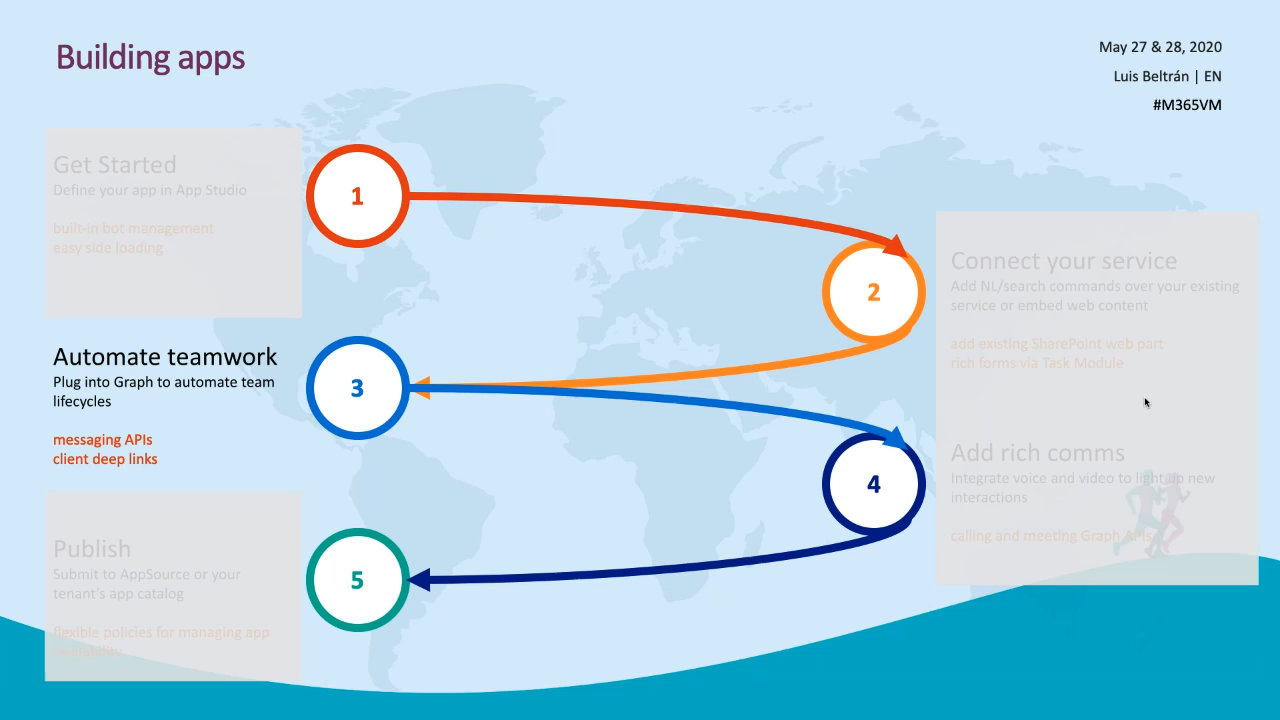 Building apps
May 27 & 28, 2020
Luis Beltrán | EN
#M365VM
Get Started
Define your app in App Studio
built-in bot management
easy side loading
1
2
Connect your service
Add NL/search commands over your existing
service or embed web content
add existing SharePoint web part
rich forms via Task Module
Automate teamwork
Plug into Graph to automate team
lifecycles
messaging APIs
client deep links
3
4
Add rich comms
Integrate voice and video to light up new
interactions
calling and meeting Graph APIs
Publish
Submit to AppSource or your
tenant's app catalog
flexible policies for managing app
5